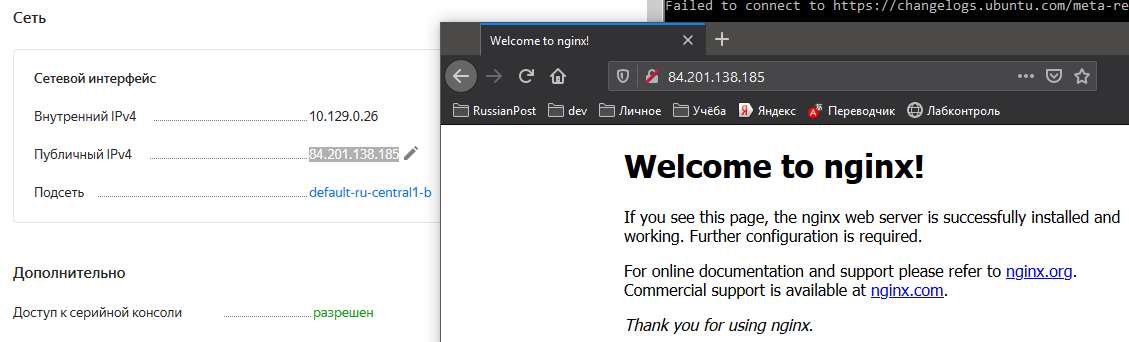 Сеть
Сетевой интерфейс
Внутренний IPv4 10.129.0.26
Публичный IPv4 84.201.138.185
Подсеть default-ru-central1-b
Дополнительно
Доступ к серийной консоли разрешен
Failed to connect to https://changelogs.ubuntu.com/meta-re
Welcome to nginx!
84.201.138.185
RussianPost dev Личное Учёба Яндекс Переводчик Лабконтроль
Welcome to nginx!
If you see this page, the nginx web server is successfully installed and
working. Further configuration is required.
For online documentation and support please refer to nginx.org.
Commercial support is available at nginx.com.
Thank you for using nginx.